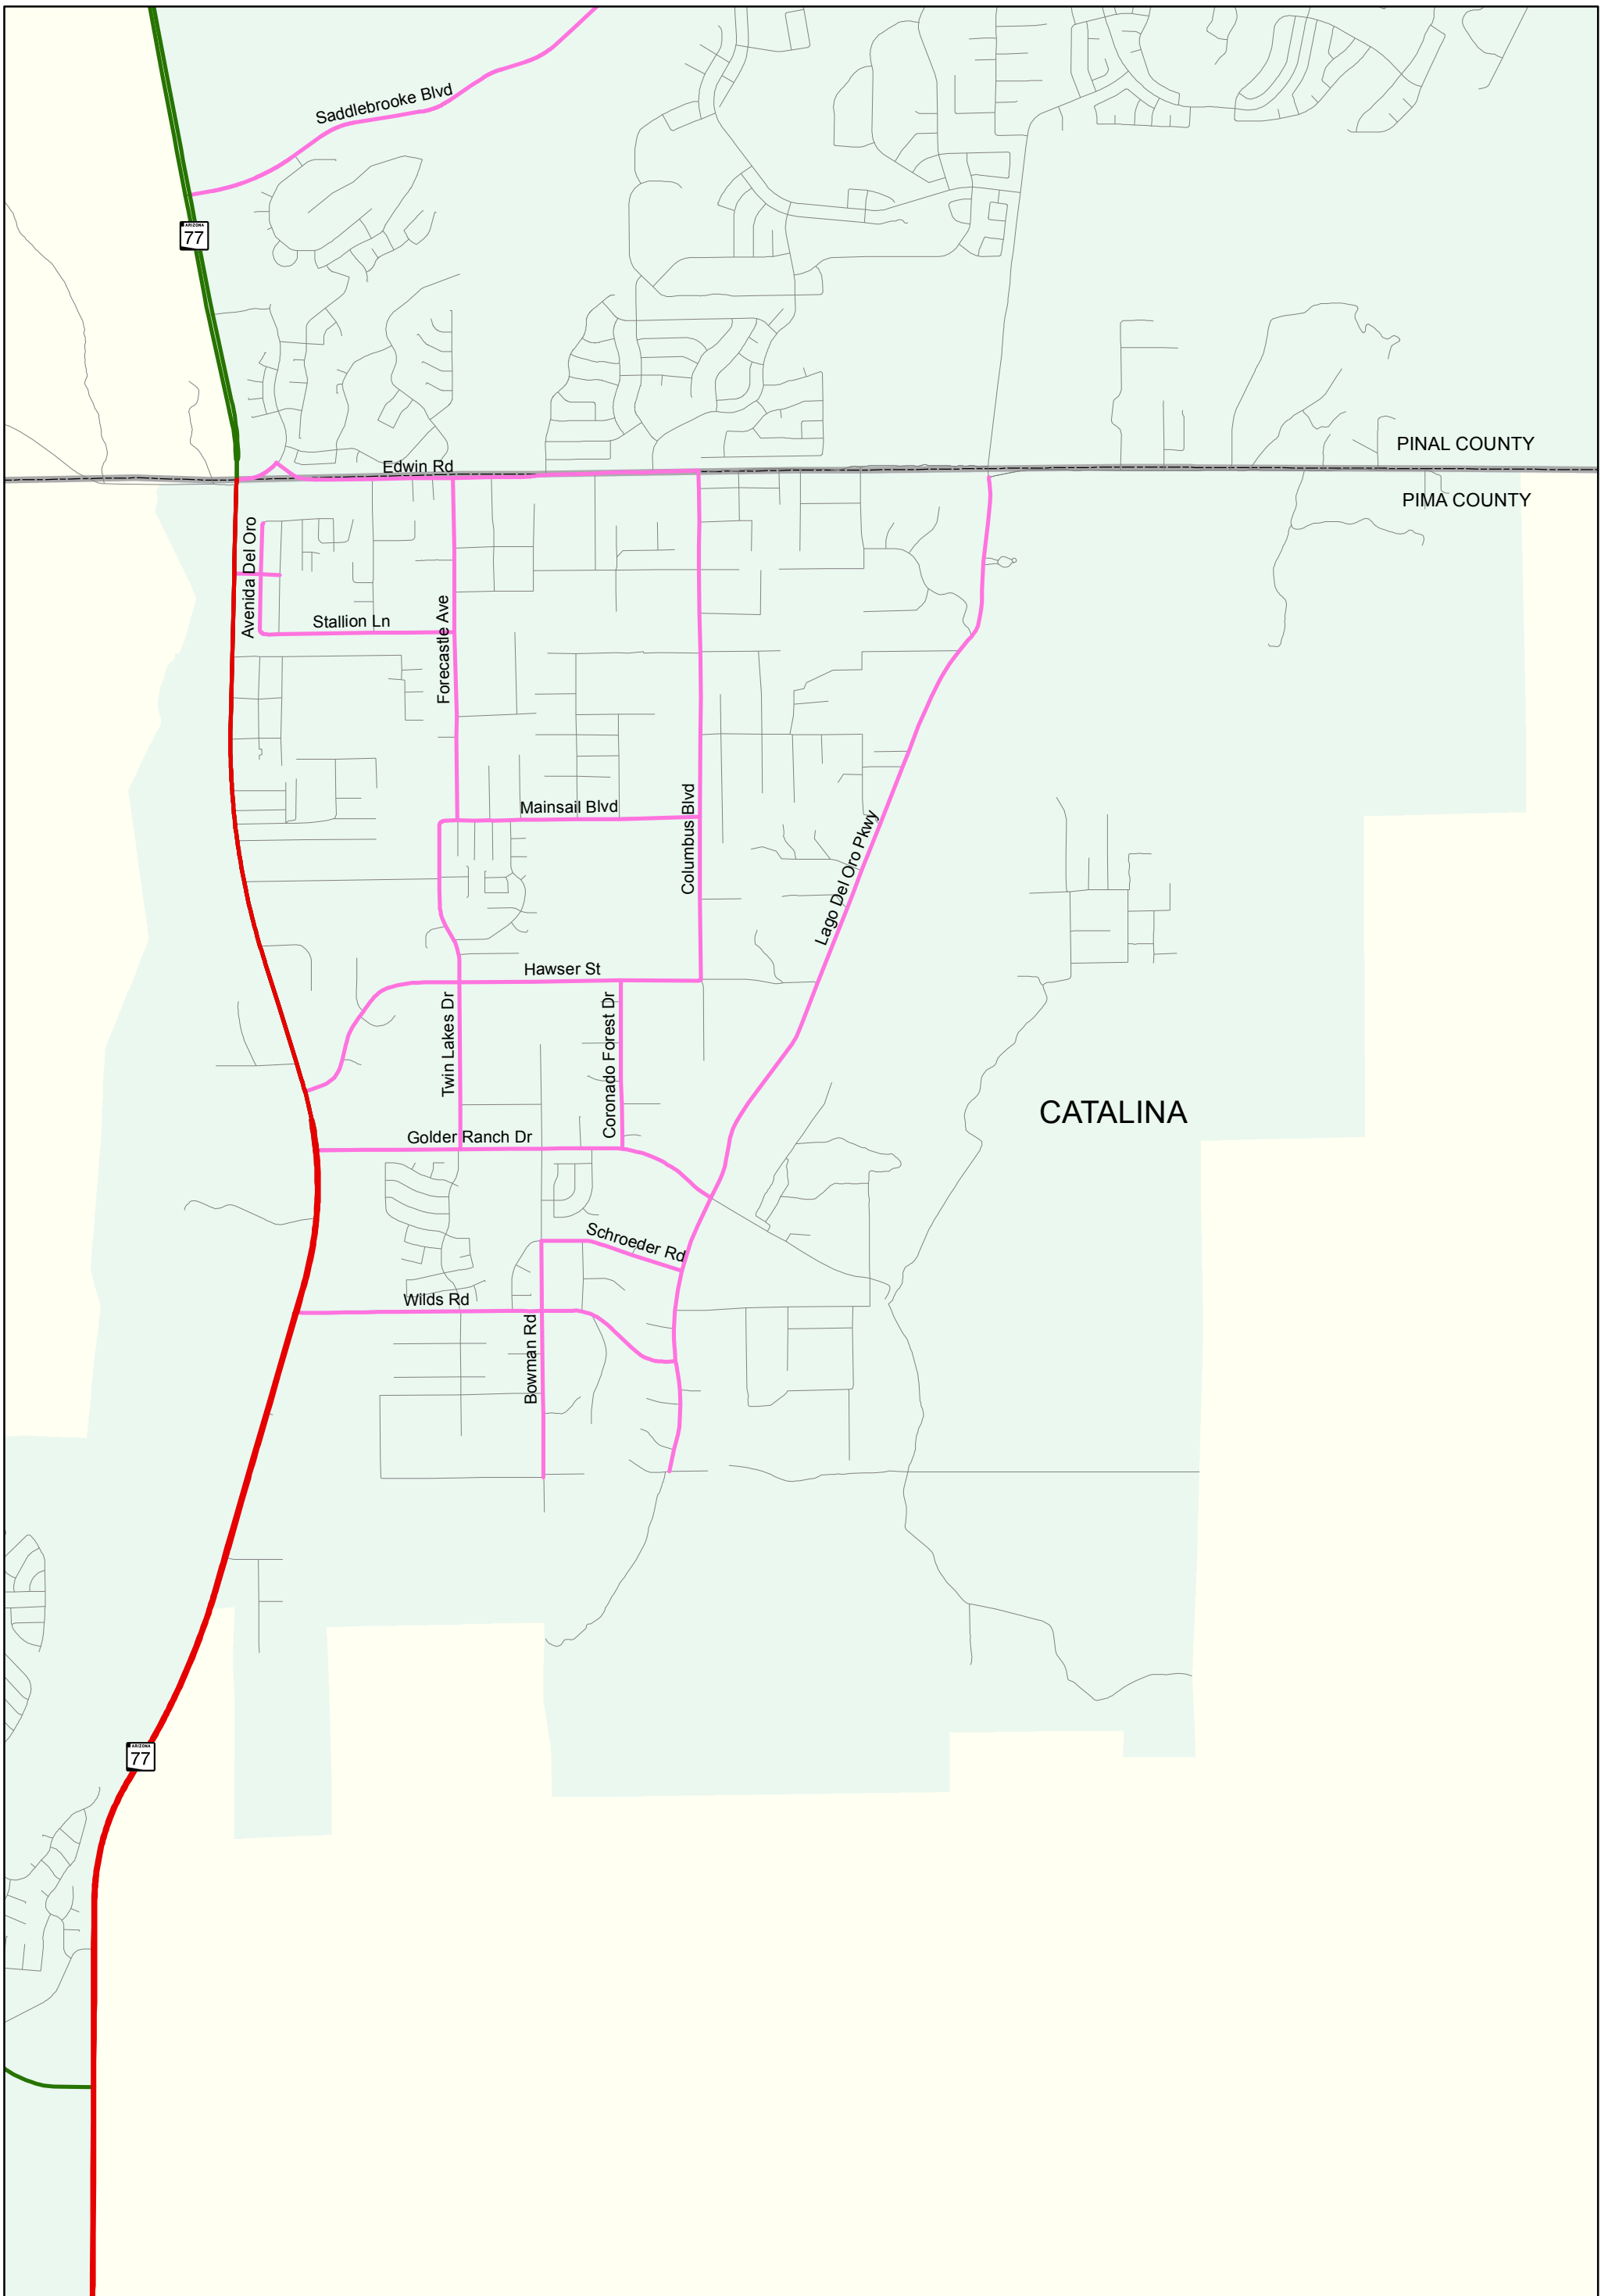 Saddlebrooke Blvd
ARIZONA
77
PINAL COUNTY
Edwin Rd
PIMA COUNTY
Avenida Del Oro
Stallion Ln
Forecastle Ave
Mainsail Blvd
Columbus Blvd
Lago Del Oro Pkwy
Hawser St
Twin Lakes Dr
Coronado Forest Dr
CATALINA
Golder Ranch Dr
Schroeder Rd
Wilds Rd
Bowman Rd
ARIZONA
77